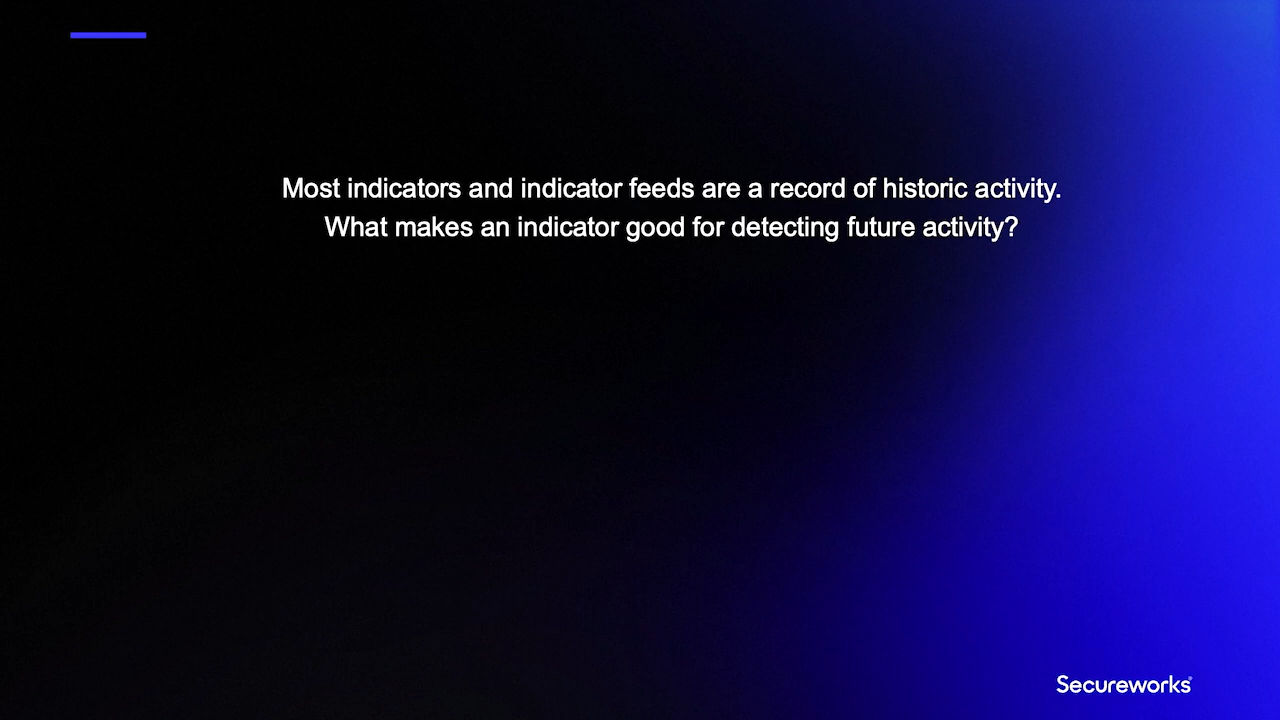 Most indicators and indicator feeds are a record of historic activity.
What makes an indicator good for detecting future activity?
Secureworks